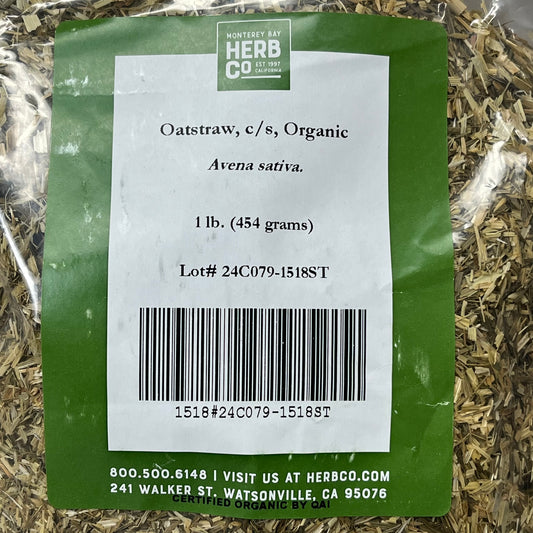 MONTEREY BAY
HERB
CO EST 1997
CALIFORNIA
Oatstraw, c/s, Organic
Avena sativa.
1 lb. (454 grams)
Lot# 24C079-1518ST
1518#24C079-1518ST
800.500.6148 | VISIT US AT HERBCO.COM
241 WALKER ST. WATSONVILLE, CA 95076
CERTIFIED ORGANIC BY QAI